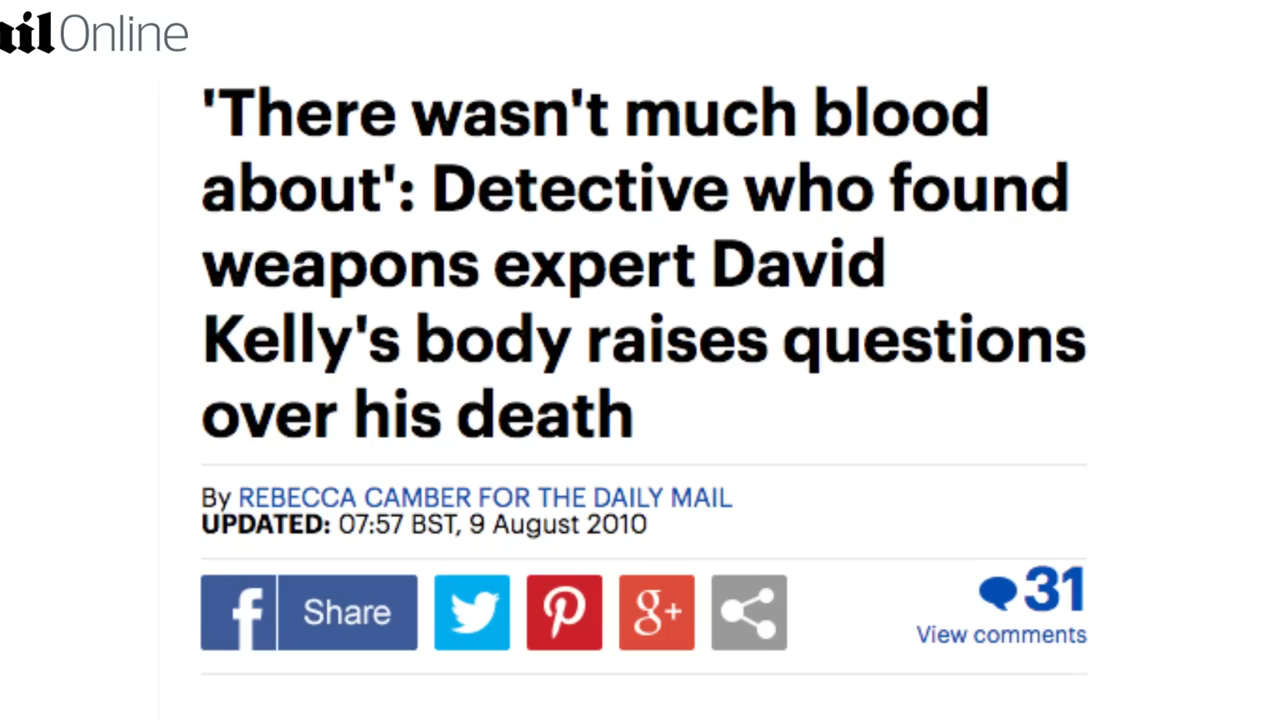 ail Online
'There wasn't much blood
about': Detective who found
weapons expert David
Kelly's body raises questions
over his death
By REBECCA CAMBER FOR THE DAILY MAIL
UPDATED: 07:57 BST, 9 August 2010
f Share g+ 31
View comments